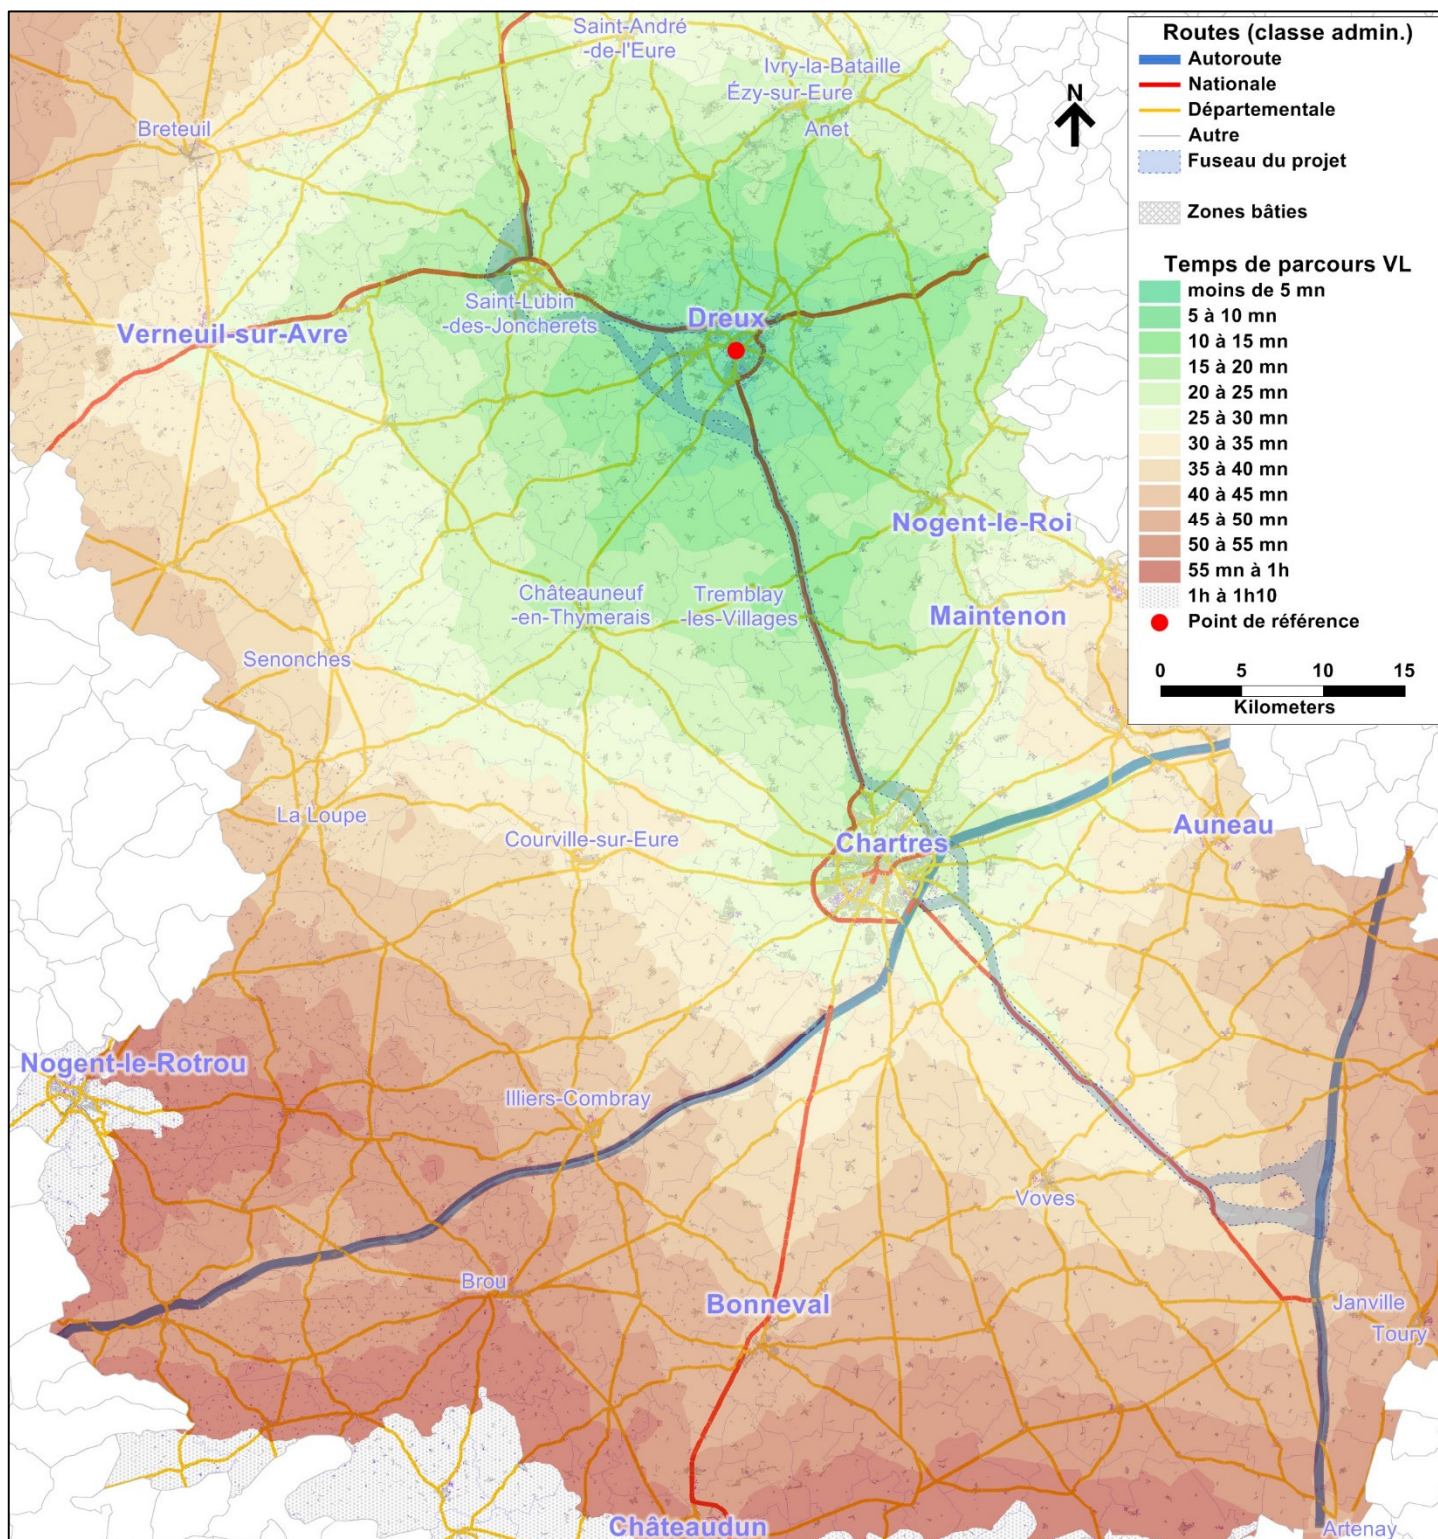 Saint-André
-de-l'Eure
Ivry-la-Bataille
Ézy-sur-Eure
Anet
Breteuil
N
Saint-Lubin
-des-Joncherets
Dreux
Verneuil-sur-Avre
Nogent-le-Roi
Châteauneuf
-en-Thymerais
Tremblay
-les-Villages
Maintenon
Senonches
La Loupe
Courville-sur-Eure
Chartres
Auneau
Nogent-le-Rotrou
Illiers-Combray
Voves
Brou
Bonneval
Janville
Toury
Châteaudun
Artenay
Routes (classe admin.)
Autoroute
Nationale
Départementale
Autre
Fuseau du projet
Zones bâties
Temps de parcours VL
moins de 5 mn
5 à 10 mn
10 à 15 mn
15 à 20 mn
20 à 25 mn
25 à 30 mn
30 à 35 mn
35 à 40 mn
40 à 45 mn
45 à 50 mn
50 à 55 mn
55 mn à 1h
1h à 1h10
Point de référence
0 5 10 15
Kilometers